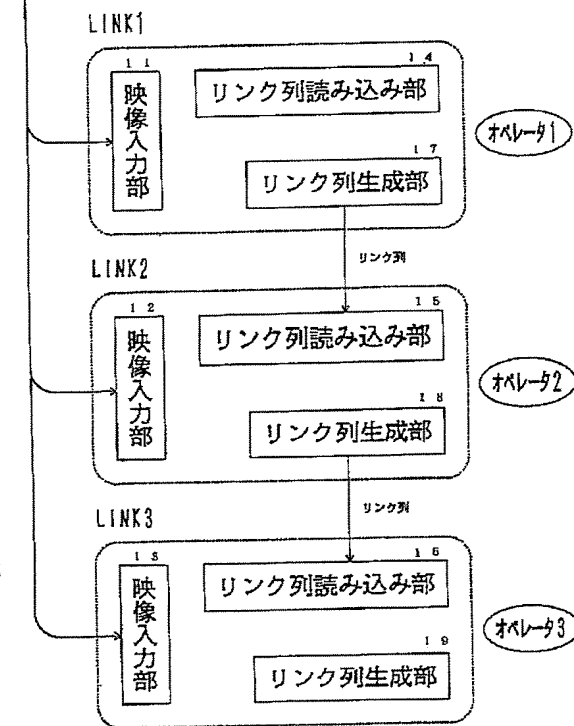 LINK1
11
映像入力部
14
リンク列読み込み部
オペレータ1
17
リンク列生成部
リンク列
LINK2
12
映像入力部
15
リンク列読み込み部
オペレータ2
18
リンク列生成部
リンク列
LINK3
13
映像入力部
16
リンク列読み込み部
オペレータ3
19
リンク列生成部